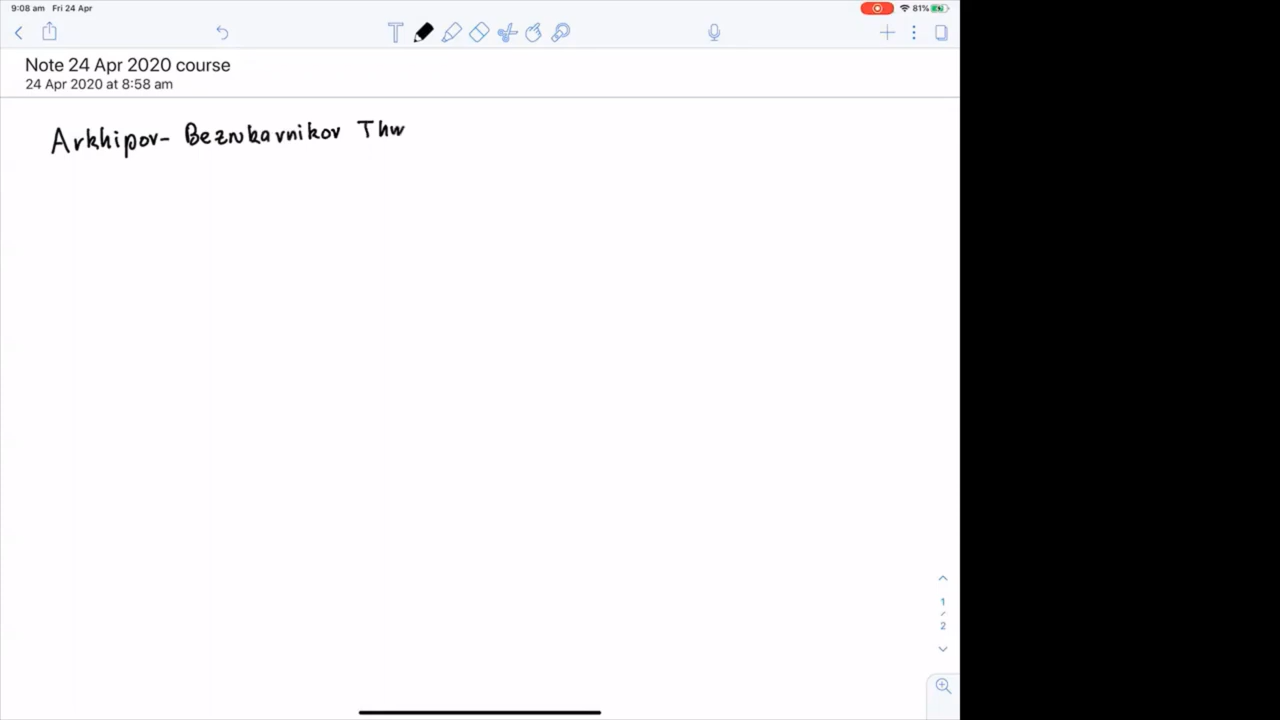 9:08 am Fri 24 Apr
81%
Note 24 Apr 2020 course
24 Apr 2020 at 8:58 am
Arkhipov- Bezrukavnikov Thm
1
2